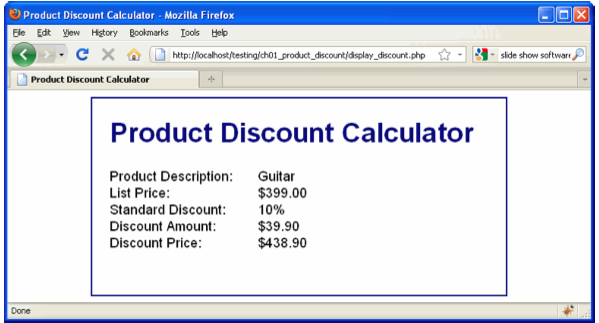 Product Discount Calculator - Mozilla Firefox
File Edit View History Bookmarks Tools Help
http://localhost/testing/ch01_product_discount/display_discount.php slide show software
Product Discount Calculator
Product Discount Calculator
Product Description: Guitar
List Price: $399.00
Standard Discount: 10%
Discount Amount: $39.90
Discount Price: $438.90
Done